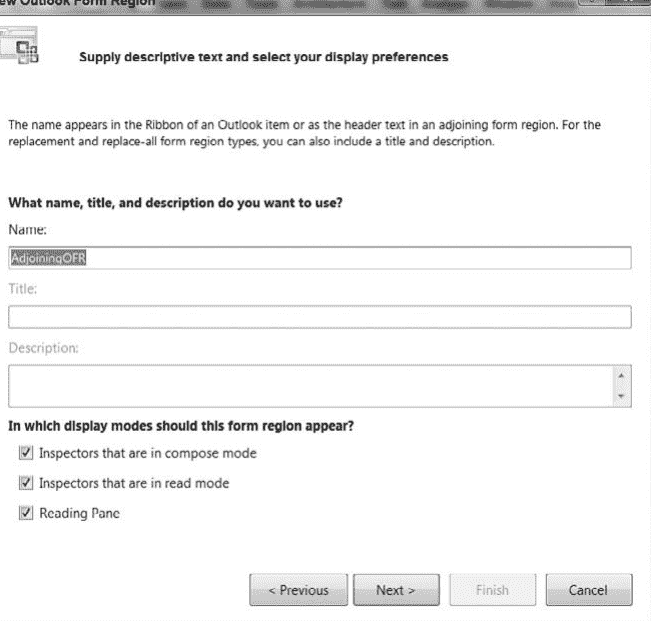 New Outlook Form Region
Supply descriptive text and select your display preferences
The name appears in the Ribbon of an Outlook item or as the header text in an adjoining form region. For the
replacement and replace-all form region types, you can also include a title and description.
What name, title, and description do you want to use?
Name:
AdjoiningOFR
Title:
Description:
In which display modes should this form region appear?
Inspectors that are in compose mode
Inspectors that are in read mode
Reading Pane
< Previous
Next >
Finish
Cancel